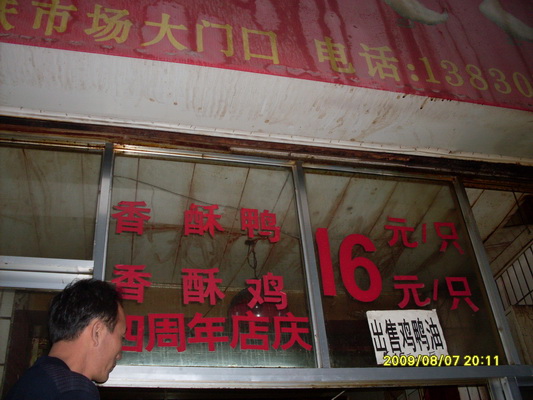 市场大门口 电话:13830
香酥鸭 16元/只
香酥鸡 元/只
四周年店庆
出售鸡鸭油
2009/08/07 20:11